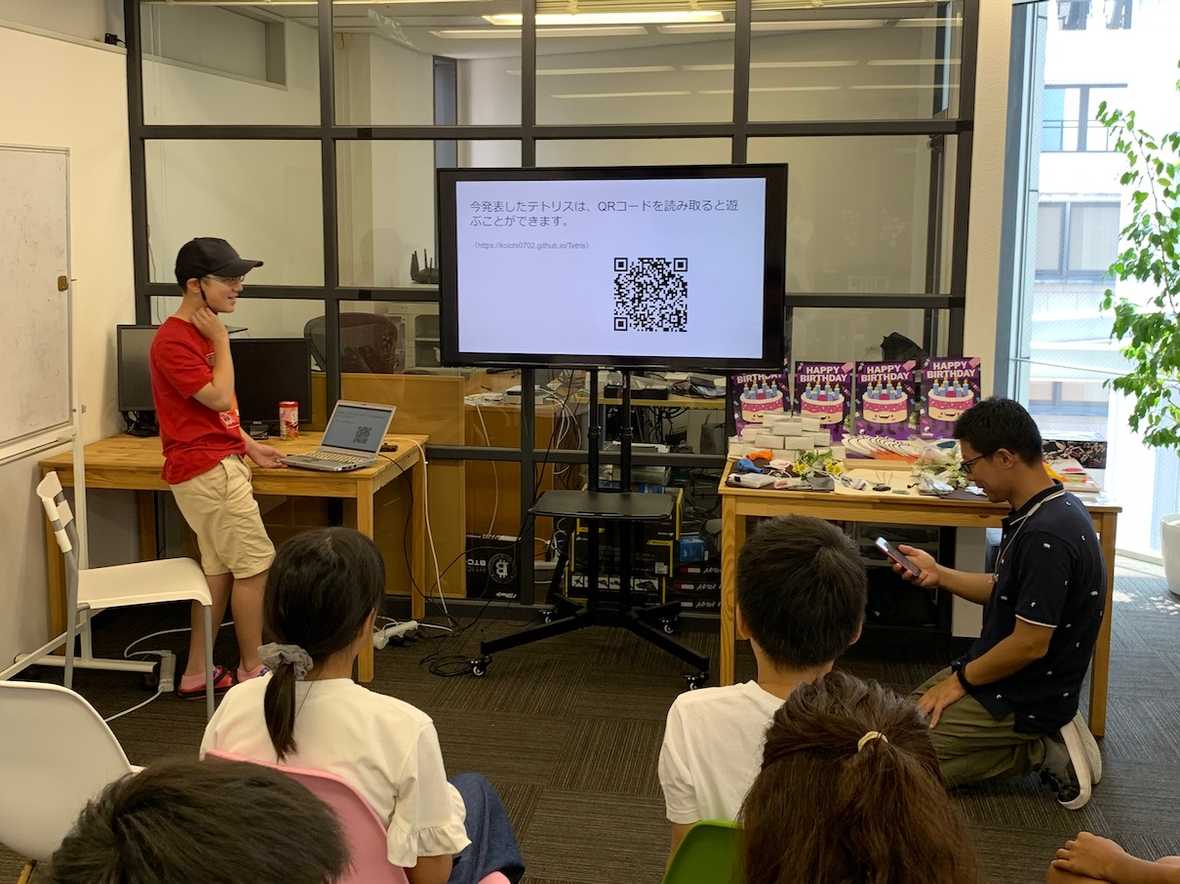 今発表したテトリスは、QRコードを読み取ると遊
ぶことができます。
（https://koichi0702.github.io/Tetris）
HAPPY
BIRTHDAY
HAPPY
BIRTHDAY
HAPPY
BIRTHDAY
HAPPY
BIRTHDAY
BTC